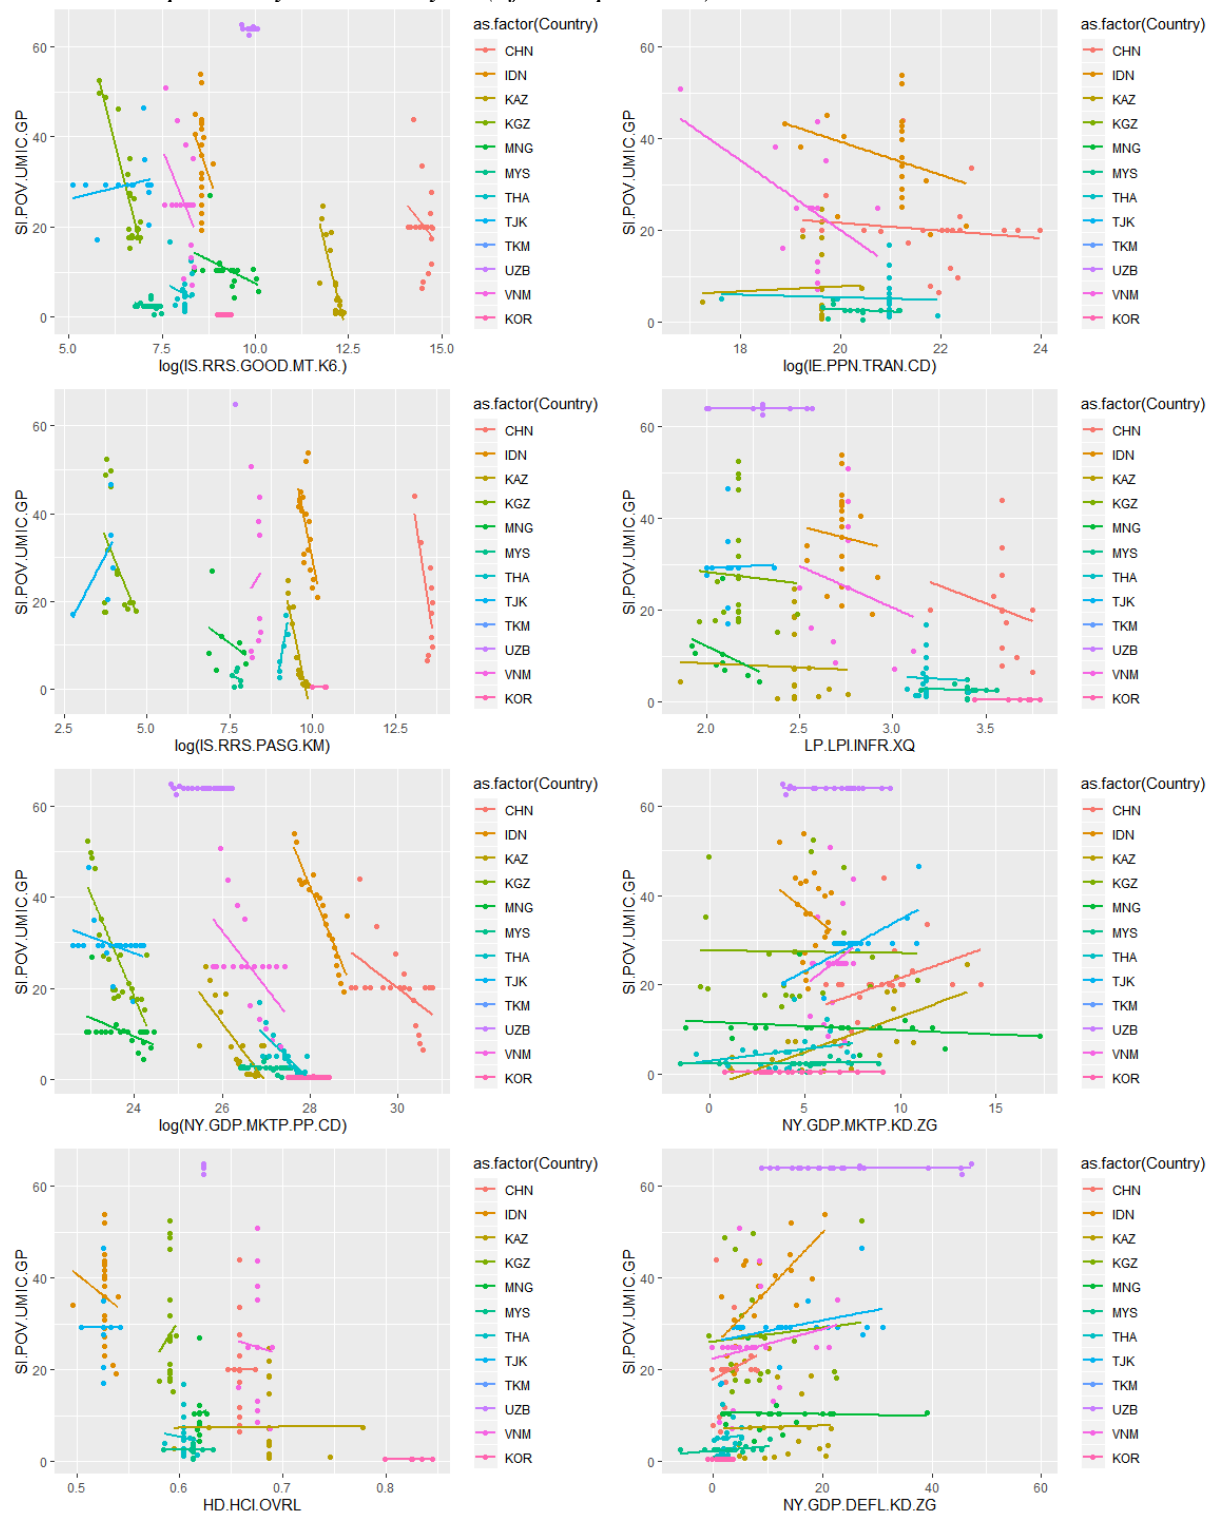 as.factor(Country)
CHN
IDN
KAZ
KGZ
MNG
MYS
THA
TJK
TKM
UZB
VNM
KOR
SI.POV.UMIC.GP
60
40
20
0
5.0 7.5 10.0 12.5 15.0
log(IS.RRS.GOOD.MT.K6.)
as.factor(Country)
CHN
IDN
KAZ
KGZ
MNG
MYS
THA
TJK
TKM
UZB
VNM
KOR
SI.POV.UMIC.GP
60
40
20
0
18 20 22 24
log(IE.PPN.TRAN.CD)
as.factor(Country)
CHN
IDN
KAZ
KGZ
MNG
MYS
THA
TJK
TKM
UZB
VNM
KOR
SI.POV.UMIC.GP
60
40
20
0
2.5 5.0 7.5 10.0 12.5
log(IS.RRS.PASG.KM)
as.factor(Country)
CHN
IDN
KAZ
KGZ
MNG
MYS
THA
TJK
TKM
UZB
VNM
KOR
SI.POV.UMIC.GP
60
40
20
0
2.0 2.5 3.0 3.5
LP.LPI.INFR.XQ
as.factor(Country)
CHN
IDN
KAZ
KGZ
MNG
MYS
THA
TJK
TKM
UZB
VNM
KOR
SI.POV.UMIC.GP
60
40
20
0
24 26 28 30
log(NY.GDP.MKTP.PP.CD)
as.factor(Country)
CHN
IDN
KAZ
KGZ
MNG
MYS
THA
TJK
TKM
UZB
VNM
KOR
SI.POV.UMIC.GP
60
40
20
0
0 5 10 15
NY.GDP.MKTP.KD.ZG
as.factor(Country)
CHN
IDN
KAZ
KGZ
MNG
MYS
THA
TJK
TKM
UZB
VNM
KOR
SI.POV.UMIC.GP
60
40
20
0
0.5 0.6 0.7 0.8
HD.HCI.OVRL
as.factor(Country)
CHN
IDN
KAZ
KGZ
MNG
MYS
THA
TJK
TKM
UZB
VNM
KOR
SI.POV.UMIC.GP
60
40
20
0
0 20 40 60
NY.GDP.DEFL.KD.ZG